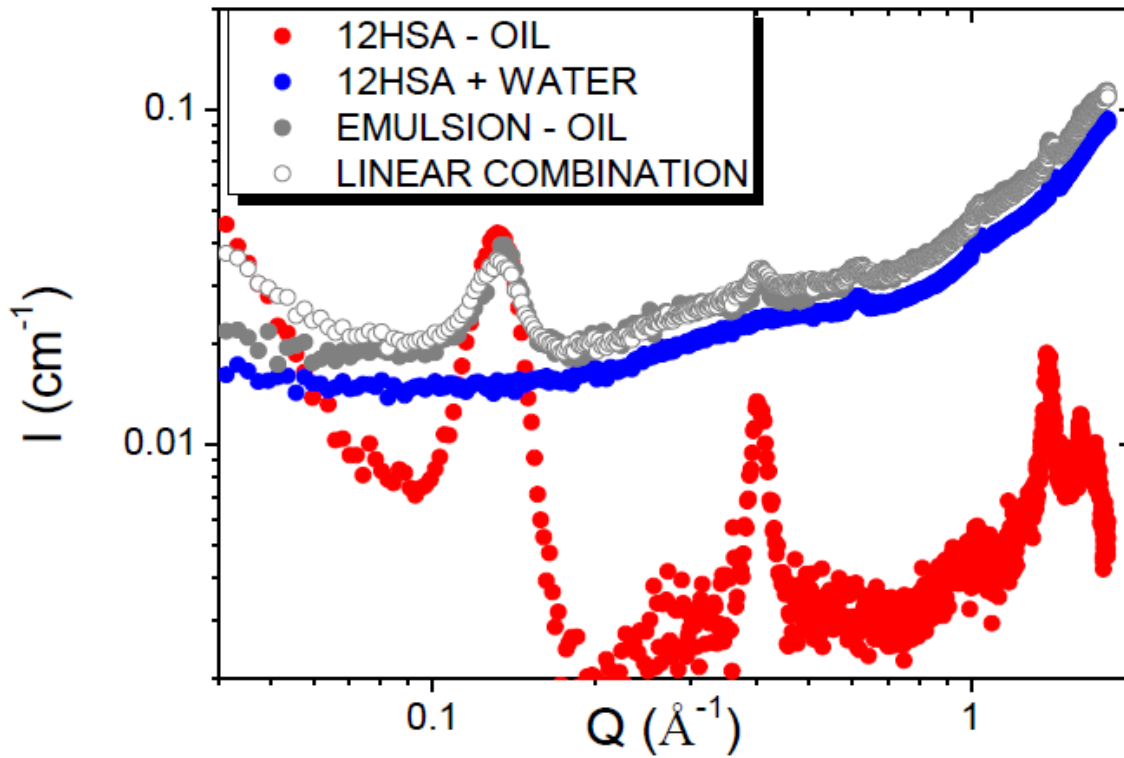 12HSA - OIL
12HSA + WATER
EMULSION - OIL
LINEAR COMBINATION
0.1
0.01
I (cm⁻¹)
0.1
1
Q (Å⁻¹)